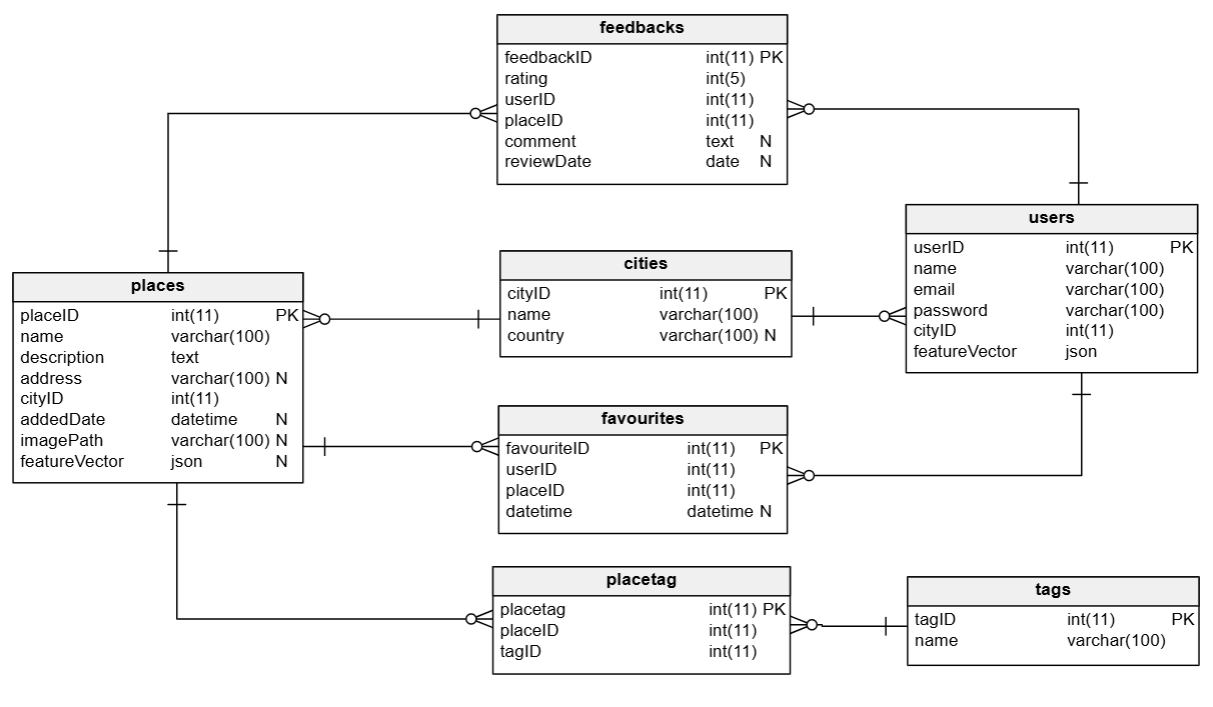 feedbacks
feedbackID int(11) PK
rating int(5)
userID int(11)
placeID int(11)
comment text N
reviewDate date N
users
userID int(11) PK
name varchar(100)
email varchar(100)
password varchar(100)
cityID int(11)
featureVector json
cities
cityID int(11) PK
name varchar(100)
country varchar(100) N
places
placeID int(11) PK
name varchar(100)
description text
address varchar(100) N
cityID int(11)
addedDate datetime N
imagePath varchar(100) N
featureVector json N
favourites
favouriteID int(11) PK
userID int(11)
placeID int(11)
datetime datetime N
placetag
placetag int(11) PK
placeID int(11)
tagID int(11)
tags
tagID int(11) PK
name varchar(100)